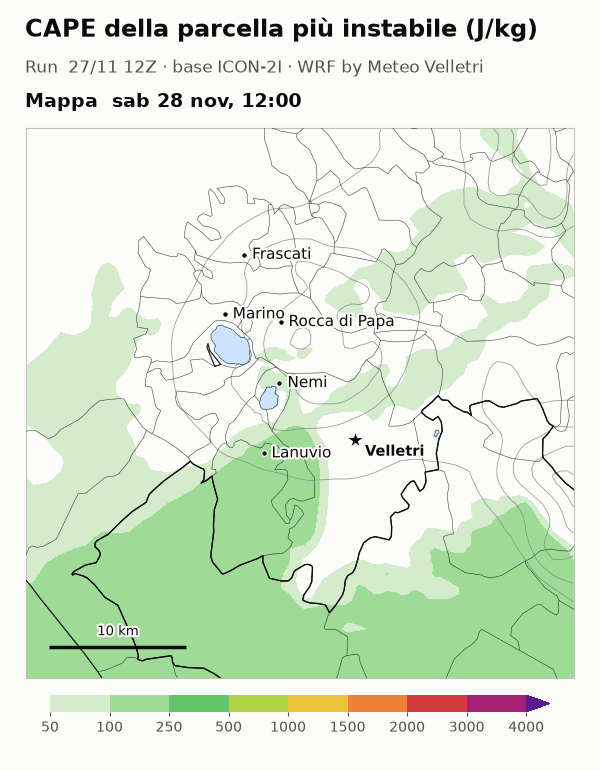 CAPE della parcella più instabile (J/kg)
Run  27/11 12Z · base ICON-2I · WRF by Meteo Velletri
Mappa  sab 28 nov, 12:00
Frascati
Marino
Rocca di Papa
Nemi
Velletri
Lanuvio
10 km
50 100 250 500 1000 1500 2000 3000 4000